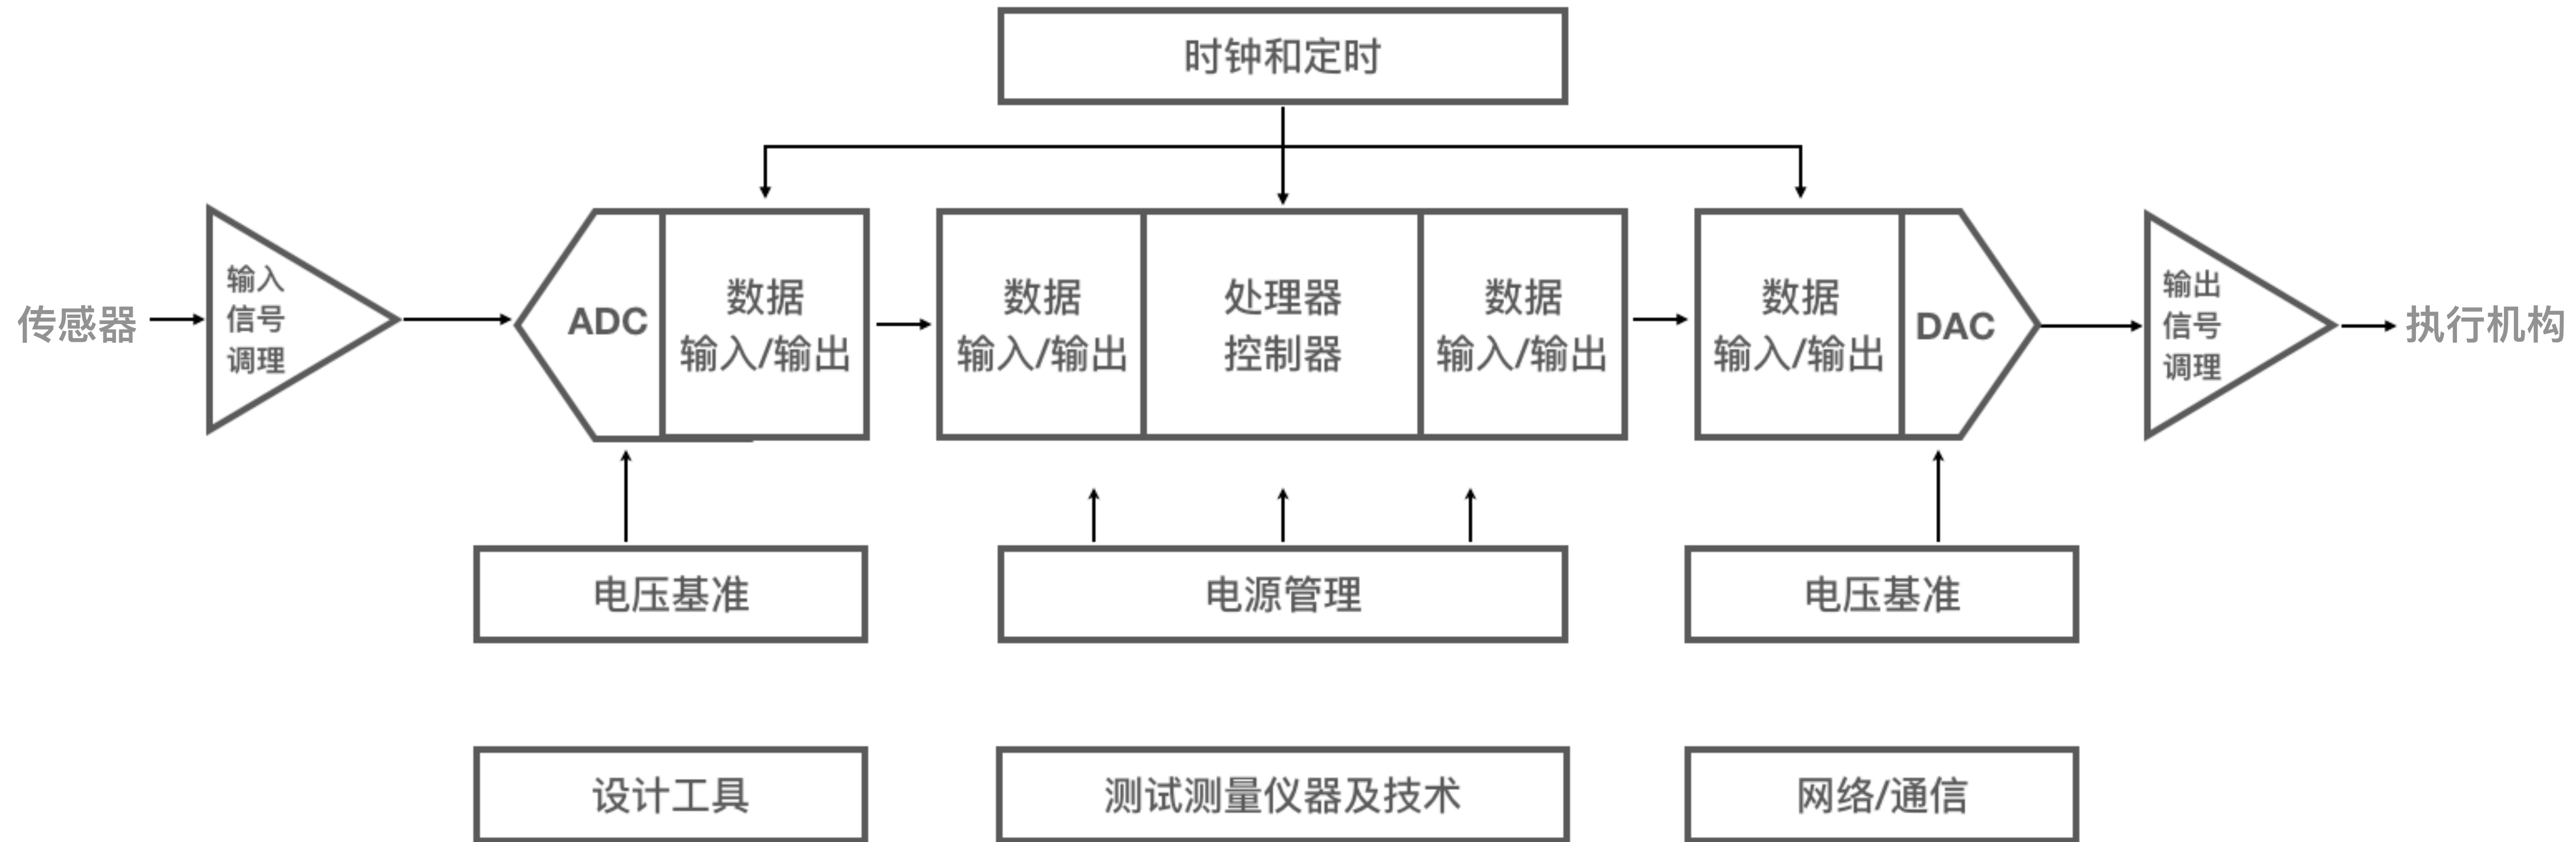 时钟和定时
传感器
输入
信号
调理
ADC
数据
输入/输出
数据
输入/输出
处理器
控制器
数据
输入/输出
数据
输入/输出
DAC
输出
信号
调理
执行机构
电压基准
电源管理
电压基准
设计工具
测试测量仪器及技术
网络/通信